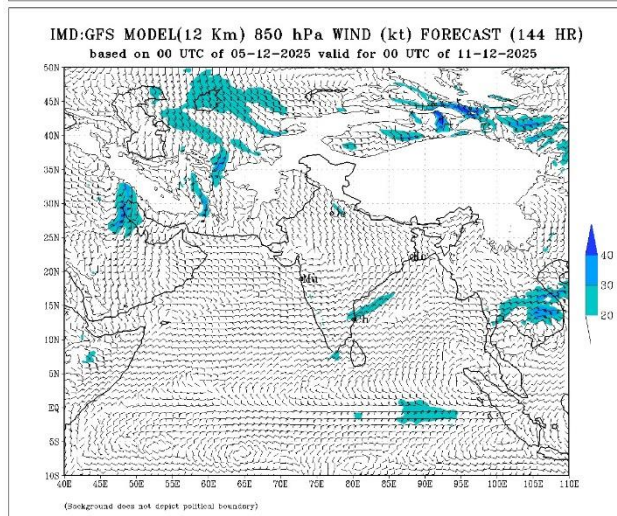 IMD:GFS MODEL(12 Km) 850 hPa WIND (kt) FORECAST (144 HR)
based on 00 UTC of 05-12-2025 valid for 00 UTC of 11-12-2025
50N
45N
40N
35N
30N
25N
20N
15N
10N
5N
EQ
5S
10S
Mu
40
30
20
40E 45E 50E 55E 60E 65E 70E 75E 80E 85E 90E 95E 100E 105E 110E
(Background does not depict political boundary)